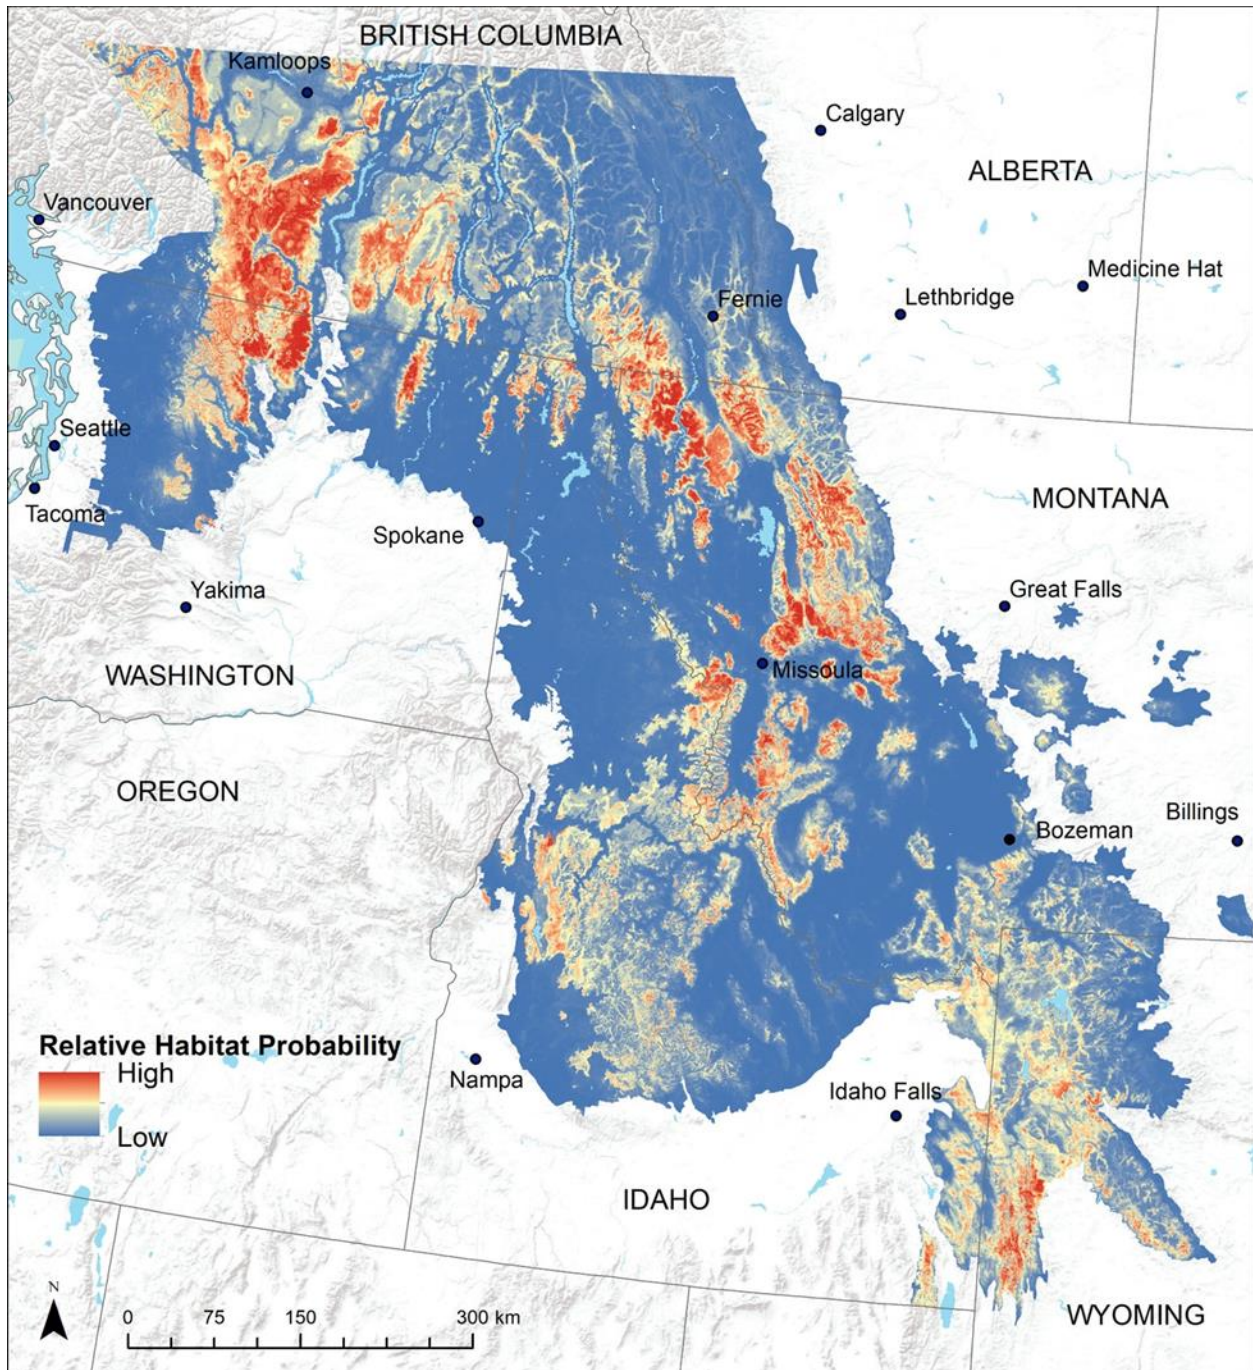 BRITISH COLUMBIA
Kamloops
Calgary
ALBERTA
Vancouver
Medicine Hat
Fernie
Lethbridge
Seattle
Tacoma
MONTANA
Spokane
Yakima
Great Falls
WASHINGTON
Missoula
OREGON
Bozeman
Billings
Relative Habitat Probability
High
Low
Nampa
Idaho Falls
IDAHO
WYOMING
N
0 75 150 300 km